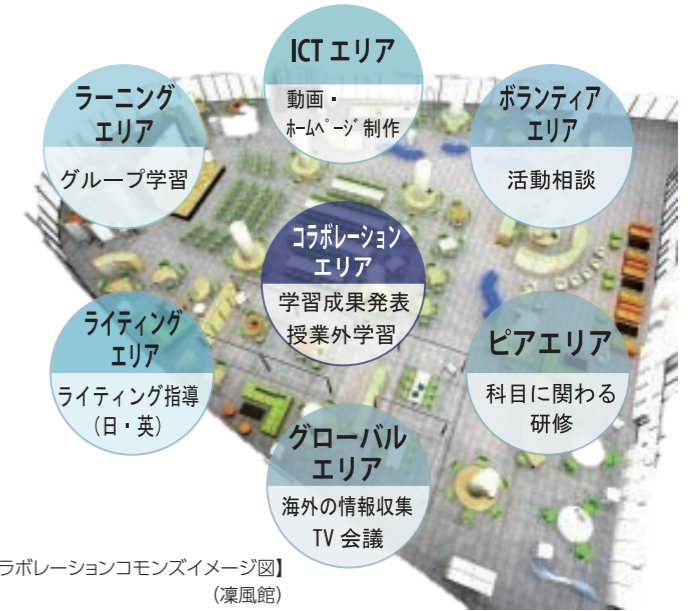 ICT エリア
動画・
ホームページ制作
ラーニング
エリア
グループ学習
ボランティア
エリア
活動相談
コラボレーション
エリア
学習成果発表
授業外学習
ライティング
エリア
ライティング指導
（日・英）
ピアエリア
科目に関わる
研修
グローバル
エリア
海外の情報収集
TV 会議
ラボレーションコモンズイメージ図】
（凜風館）